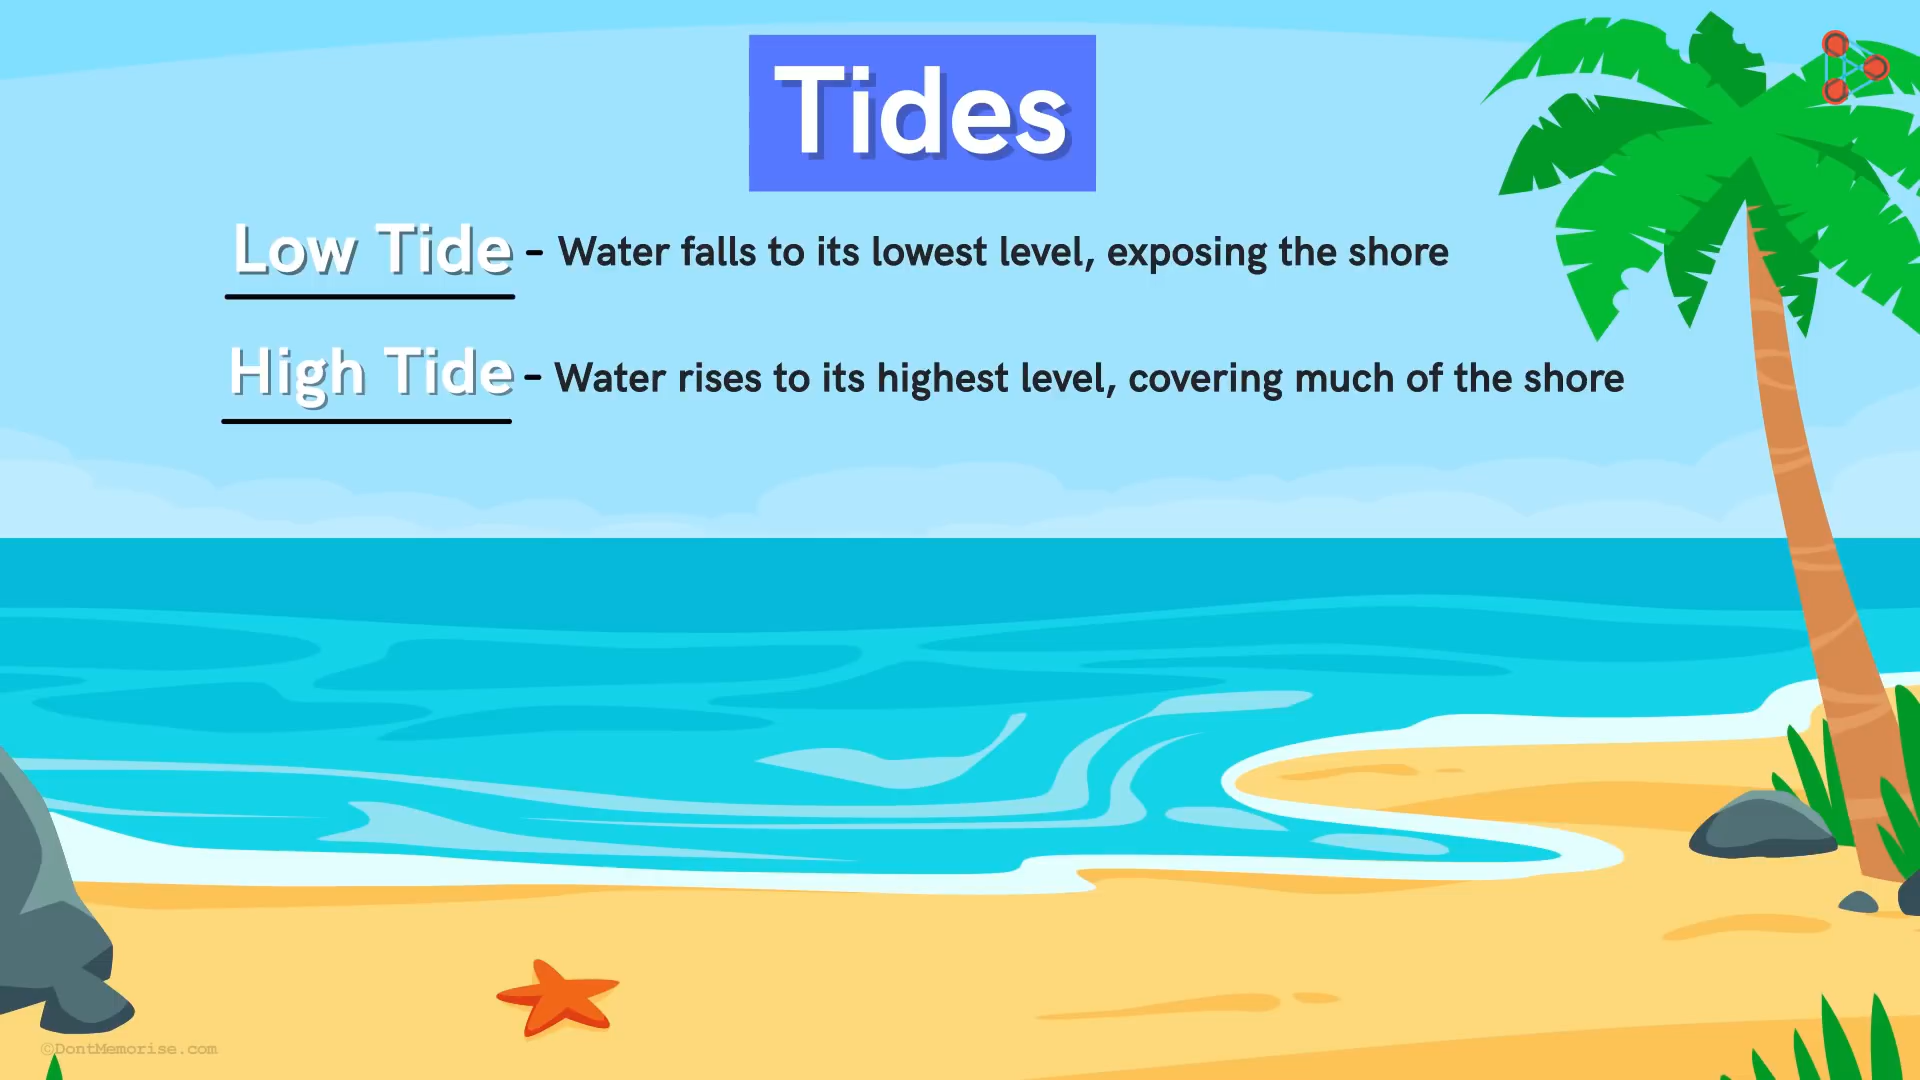 Tides
Low Tide - Water falls to its lowest level, exposing the shore
High Tide - Water rises to its highest level, covering much of the shore
©DontMemorise.com